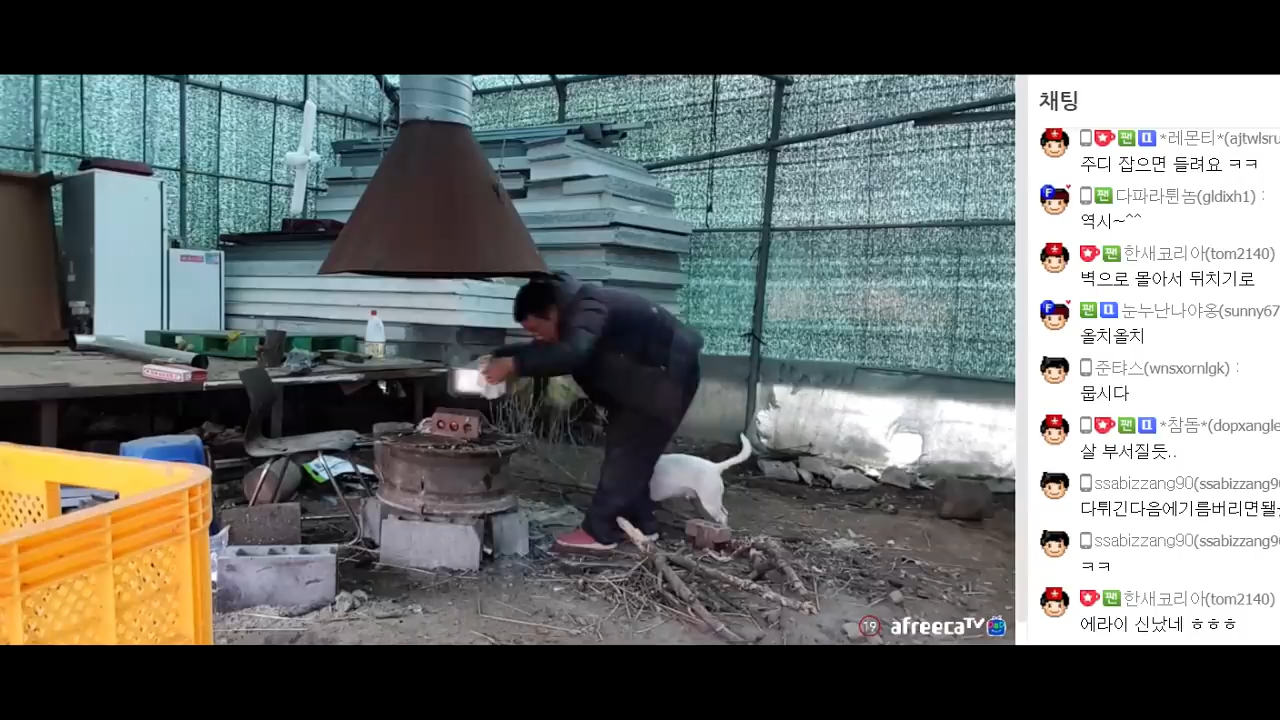 채팅
*레몬티*(ajtwlsru
주디 잡으면 들려요 ㅋㅋ
다파라튄놈(gldixh1) :
역시~^^
한새코리아(tom2140)
벽으로 몰아서 뒤치기로
눈누난나야옹(sunny67
올치올치
준타스(wnsxornlgk) :
뭅시다
*참돔*(dopxangle
살 부서질듯..
ssabizzang90(ssabizzang90
다튀긴다음에기름버리면됄
ssabizzang90(ssabizzang90
ㅋㅋ
한새코리아(tom2140)
에라이 신났네 ㅎㅎㅎ
19 afreecaTV